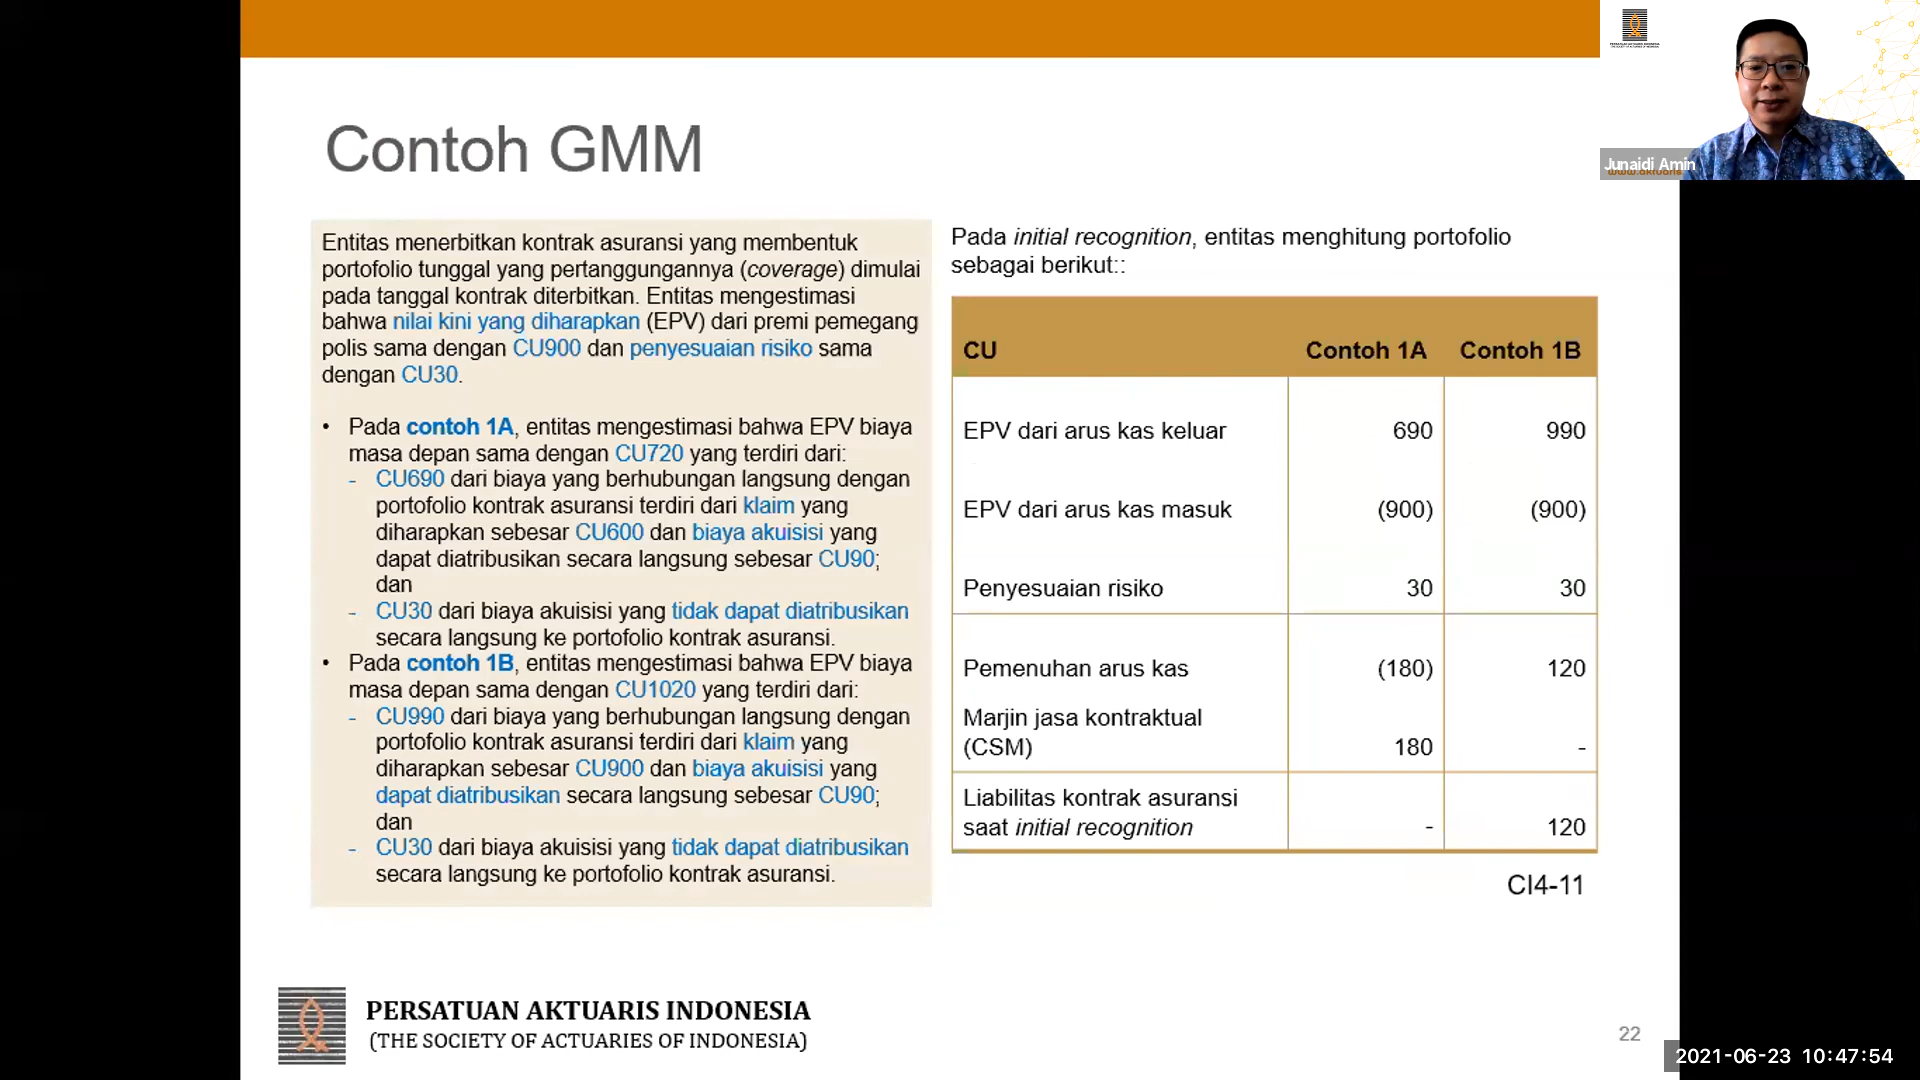 Contoh GMM
Entitas menerbitkan kontrak asuransi yang membentuk
portofolio tunggal yang pertanggungannya (coverage) dimulai
pada tanggal kontrak diterbitkan. Entitas mengestimasi
bahwa nilai kini yang diharapkan (EPV) dari premi pemegang
polis sama dengan CU900 dan penyesuaian risiko sama
dengan CU30.
• Pada contoh 1A, entitas mengestimasi bahwa EPV biaya
masa depan sama dengan CU720 yang terdiri dari:
- CU690 dari biaya yang berhubungan langsung dengan
portofolio kontrak asuransi terdiri dari klaim yang
diharapkan sebesar CU600 dan biaya akuisisi yang
dapat diatribusikan secara langsung sebesar CU90;
dan
- CU30 dari biaya akuisisi yang tidak dapat diatribusikan
secara langsung ke portofolio kontrak asuransi.
• Pada contoh 1B, entitas mengestimasi bahwa EPV biaya
masa depan sama dengan CU1020 yang terdiri dari:
- CU990 dari biaya yang berhubungan langsung dengan
portofolio kontrak asuransi terdiri dari klaim yang
diharapkan sebesar CU900 dan biaya akuisisi yang
dapat diatribusikan secara langsung sebesar CU90;
dan
- CU30 dari biaya akuisisi yang tidak dapat diatribusikan
secara langsung ke portofolio kontrak asuransi.
Pada initial recognition, entitas menghitung portofolio
sebagai berikut::
CU Contoh 1A Contoh 1B
EPV dari arus kas keluar 690 990
EPV dari arus kas masuk (900) (900)
Penyesuaian risiko 30 30
Pemenuhan arus kas (180) 120
Marjin jasa kontraktual
(CSM) 180 -
Liabilitas kontrak asuransi
saat initial recognition - 120
CI4-11
PERSATUAN AKTUARIS INDONESIA
(THE SOCIETY OF ACTUARIES OF INDONESIA)
22
Junaidi Amin
2021-06-23 10:47:54